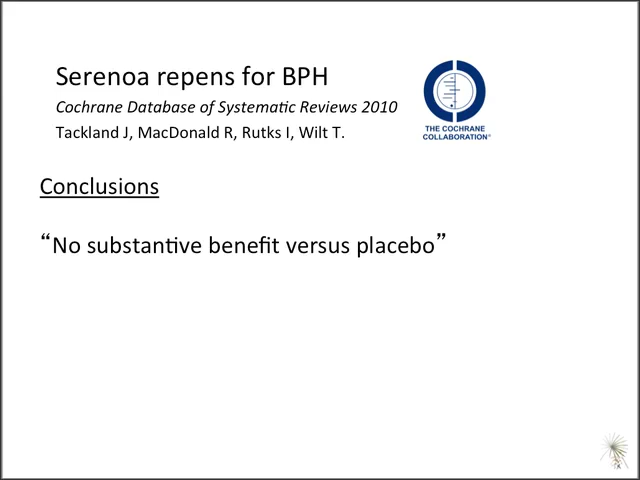 Serenoa repens for BPH
Cochrane Database of Systematic Reviews 2010
Tackland J, MacDonald R, Rutks I, Wilt T.
THE COCHRANE
COLLABORATION®
Conclusions
“No substantive benefit versus placebo”